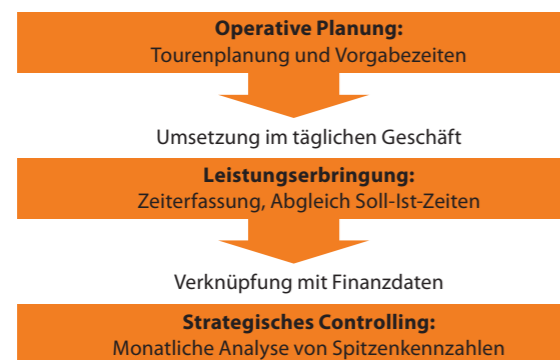 Operative Planung:
Tourenplanung und Vorgabezeiten
Umsetzung im täglichen Geschäft
Leistungserbringung:
Zeiterfassung, Abgleich Soll-Ist-Zeiten
Verknüpfung mit Finanzdaten
Strategisches Controlling:
Monatliche Analyse von Spitzenkennzahlen